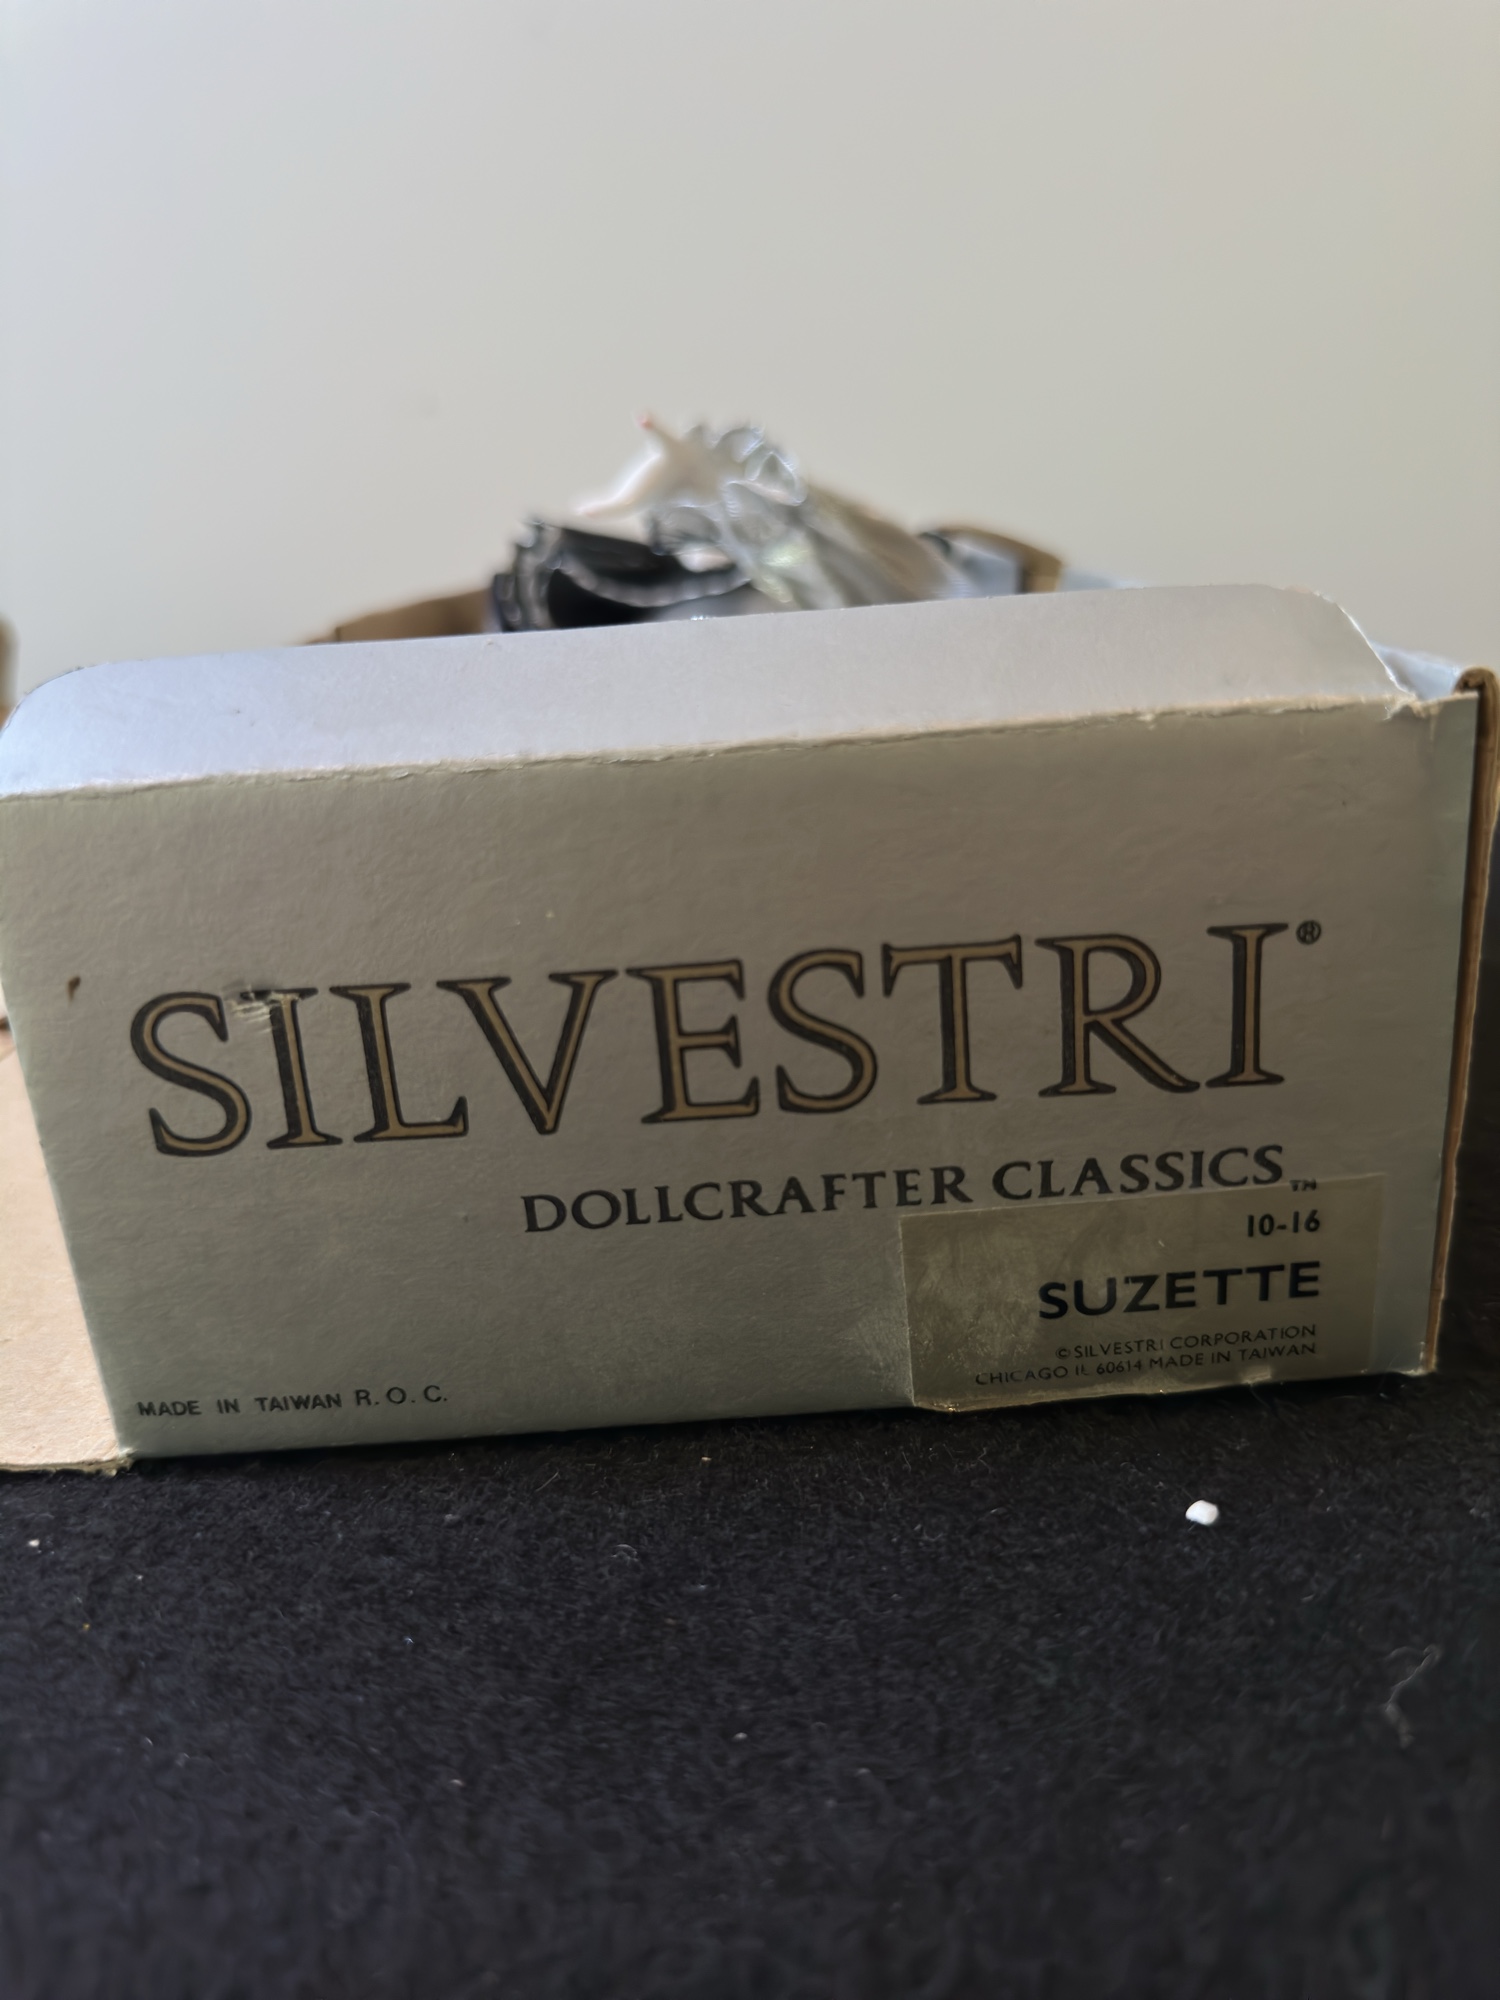 SILVESTRI®
DOLLCRAFTER CLASSICS™
10-16
SUZETTE
©SILVESTRI CORPORATION
CHICAGO IL 60614 MADE IN TAIWAN
MADE IN TAIWAN R.O.C.